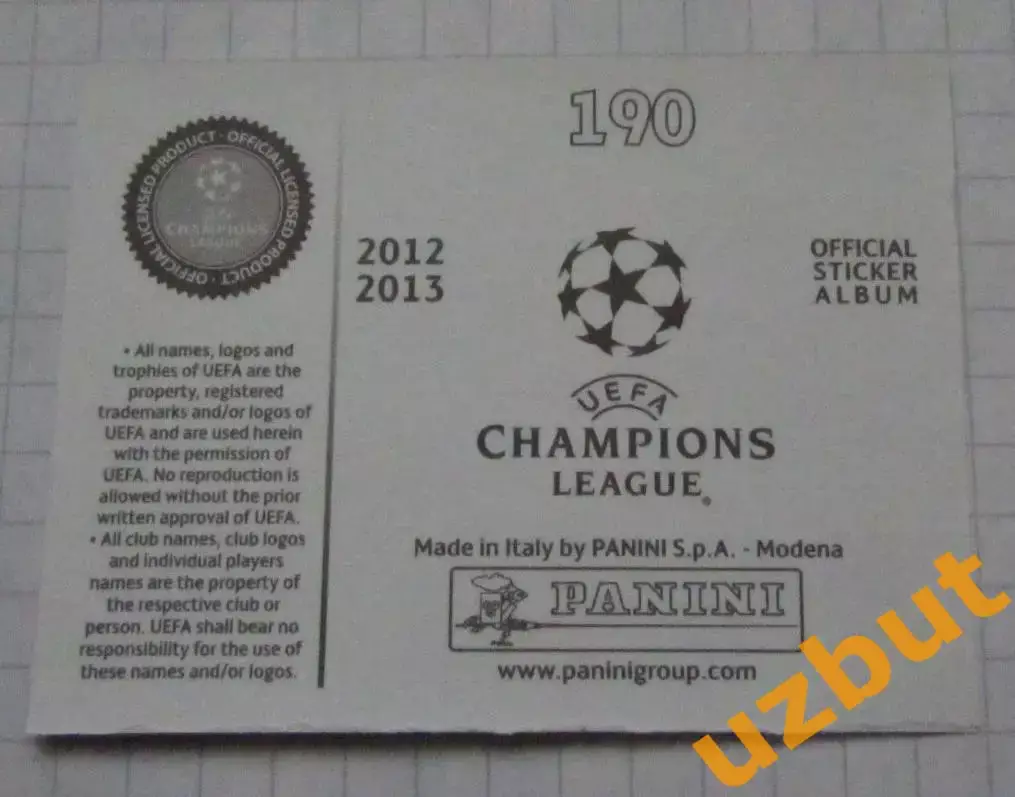 190
OFFICIAL LICENSED PRODUCT · OFFICIAL LICENSED PRODUCT ·
CHAMPIONS
LEAGUE
2012
2013
OFFICIAL
STICKER
ALBUM
UEFA
CHAMPIONS
LEAGUE®
• All names, logos and
trophies of UEFA are the
property, registered
trademarks and/or logos of
UEFA and are used herein
with the permission of
UEFA. No reproduction is
allowed without the prior
written approval of UEFA.
• All club names, club logos
and individual players
names are the property of
the respective club or
person. UEFA shall bear no
responsibility for the use of
these names and/or logos.
Made in Italy by PANINI S.p.A. - Modena
PANINI
www.paninigroup.com
uzbut